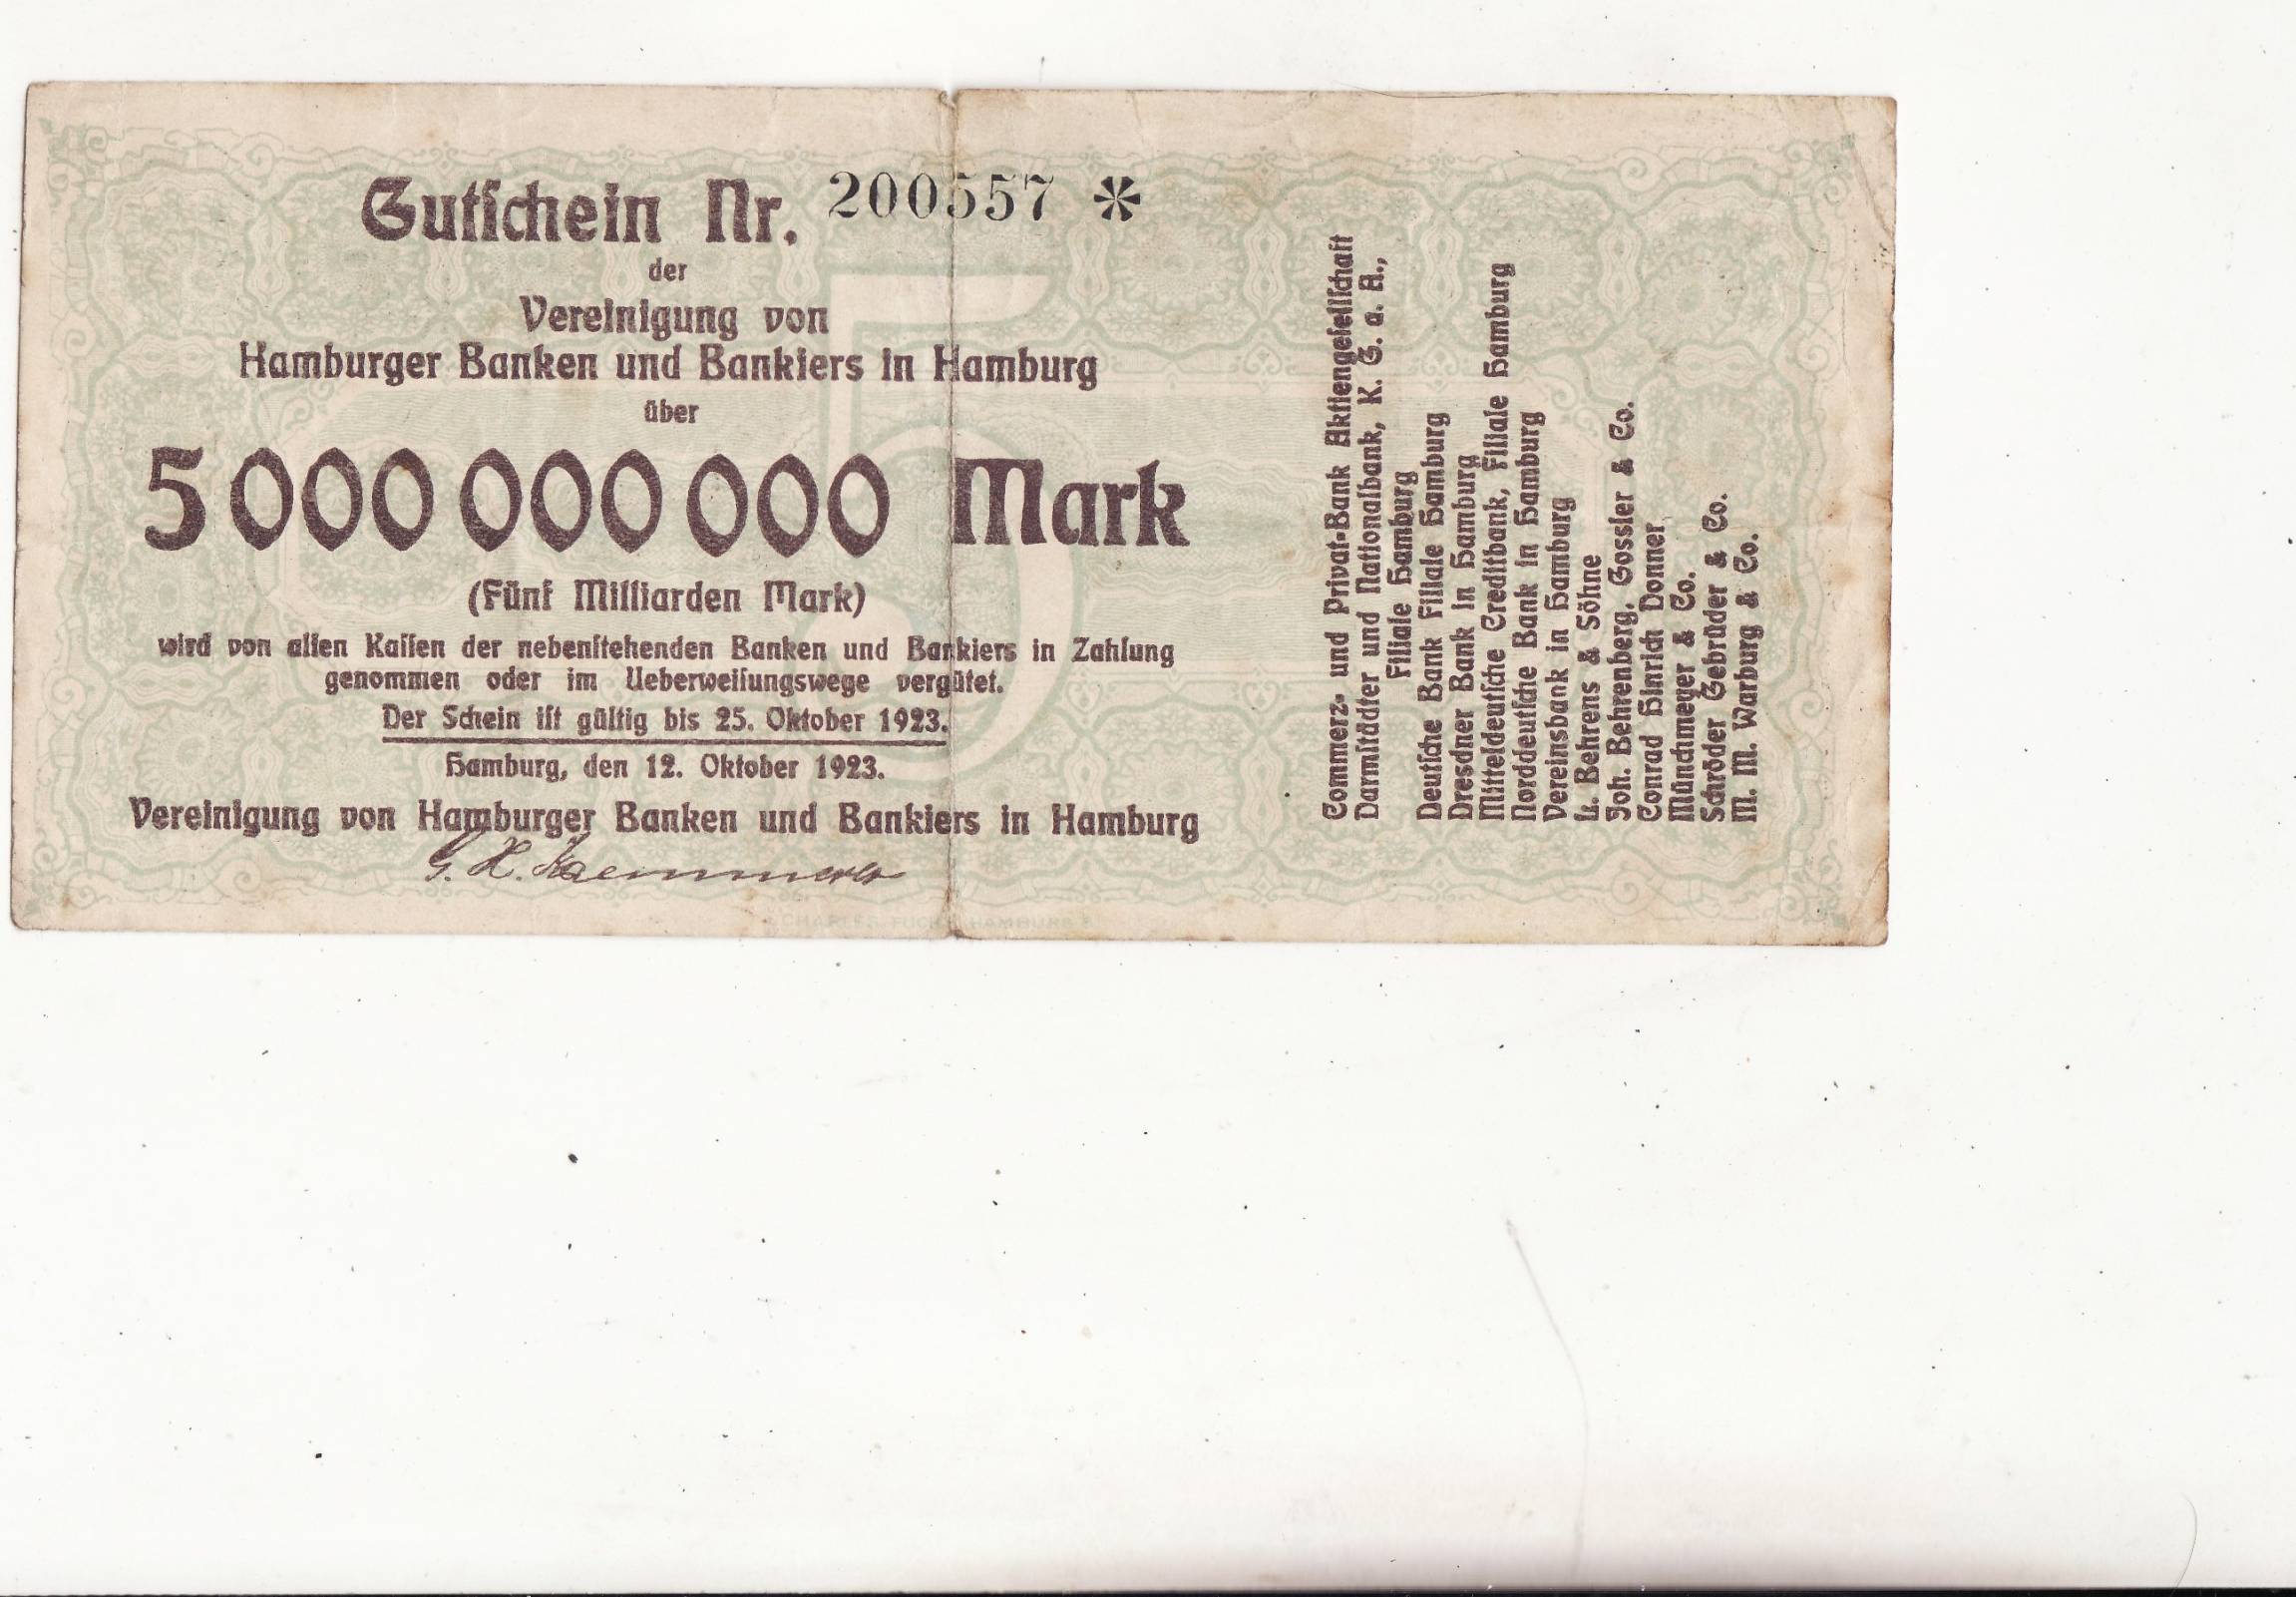 Gutschein Nr. 200557 *
der
Vereinigung von
Hamburger Banken und Bankiers in Hamburg
über
5 000 000 000 Mark
(Fünf Milliarden Mark)
wird von allen Kassen der nebenstehenden Banken und Bankiers in Zahlung
genommen oder im Ueberweisungswege vergütet.
Der Schein ist gültig bis 25. Oktober 1923.
Hamburg, den 12. Oktober 1923.
Vereinigung von Hamburger Banken und Bankiers in Hamburg
CHARLES FUCHS HAMBURG
Commerz- und Privat-Bank Aktiengesellschaft
Darmstädter und Nationalbank, K. G. a. A.,
Filiale Hamburg
Deutsche Bank Filiale Hamburg
Dresdner Bank in Hamburg
Mitteldeutsche Creditbank, Filiale Hamburg
Norddeutsche Bank in Hamburg
Vereinsbank in Hamburg
L. Behrens & Söhne
Joh. Behrenberg, Gossler & Co.
Conrad Hinrich Donner
Münchmeyer & Co.
Schröder Gebrüder & Co.
M. M. Warburg & Co.
5